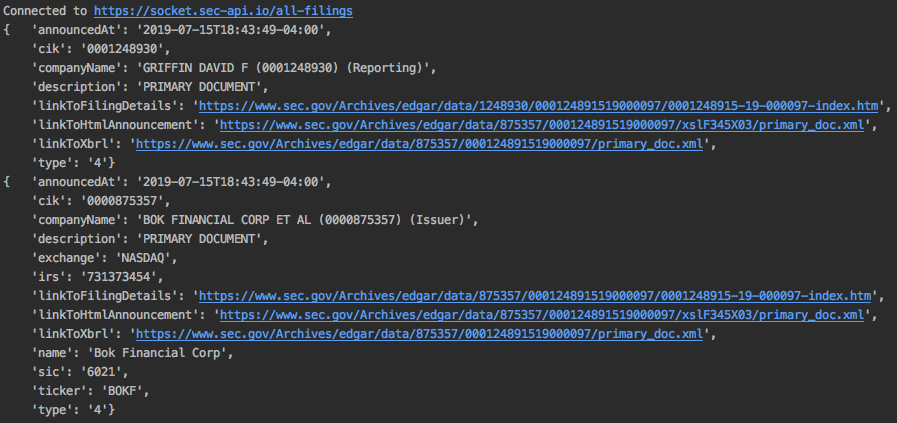 Connected to https://socket.sec-api.io/all-filings
{   'announcedAt': '2019-07-15T18:43:49-04:00',
    'cik': '0001248930',
    'companyName': 'GRIFFIN DAVID F (0001248930) (Reporting)',
    'description': 'PRIMARY DOCUMENT',
    'linkToFilingDetails': 'https://www.sec.gov/Archives/edgar/data/1248930/000124891519000097/0001248915-19-000097-index.htm',
    'linkToHtmlAnnouncement': 'https://www.sec.gov/Archives/edgar/data/875357/000124891519000097/xslF345X03/primary_doc.xml',
    'linkToXbrl': 'https://www.sec.gov/Archives/edgar/data/875357/000124891519000097/primary_doc.xml',
    'type': '4'}
{   'announcedAt': '2019-07-15T18:43:49-04:00',
    'cik': '0000875357',
    'companyName': 'BOK FINANCIAL CORP ET AL (0000875357) (Issuer)',
    'description': 'PRIMARY DOCUMENT',
    'exchange': 'NASDAQ',
    'irs': '731373454',
    'linkToFilingDetails': 'https://www.sec.gov/Archives/edgar/data/875357/000124891519000097/0001248915-19-000097-index.htm',
    'linkToHtmlAnnouncement': 'https://www.sec.gov/Archives/edgar/data/875357/000124891519000097/xslF345X03/primary_doc.xml',
    'linkToXbrl': 'https://www.sec.gov/Archives/edgar/data/875357/000124891519000097/primary_doc.xml',
    'name': 'Bok Financial Corp',
    'sic': '6021',
    'ticker': 'BOKF',
    'type': '4'}